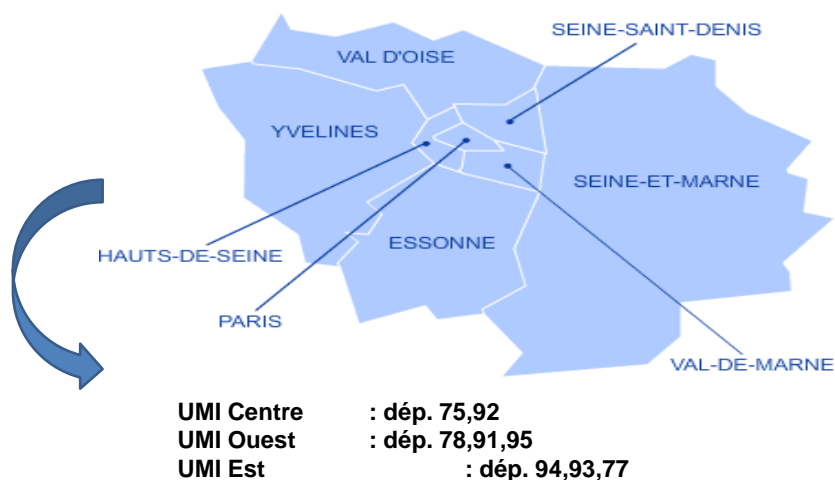 SEINE-SAINT-DENIS
VAL D'OISE
YVELINES
SEINE-ET-MARNE
ESSONNE
HAUTS-DE-SEINE
PARIS
VAL-DE-MARNE
UMI Centre : dép. 75,92
UMI Ouest : dép. 78,91,95
UMI Est : dép. 94,93,77